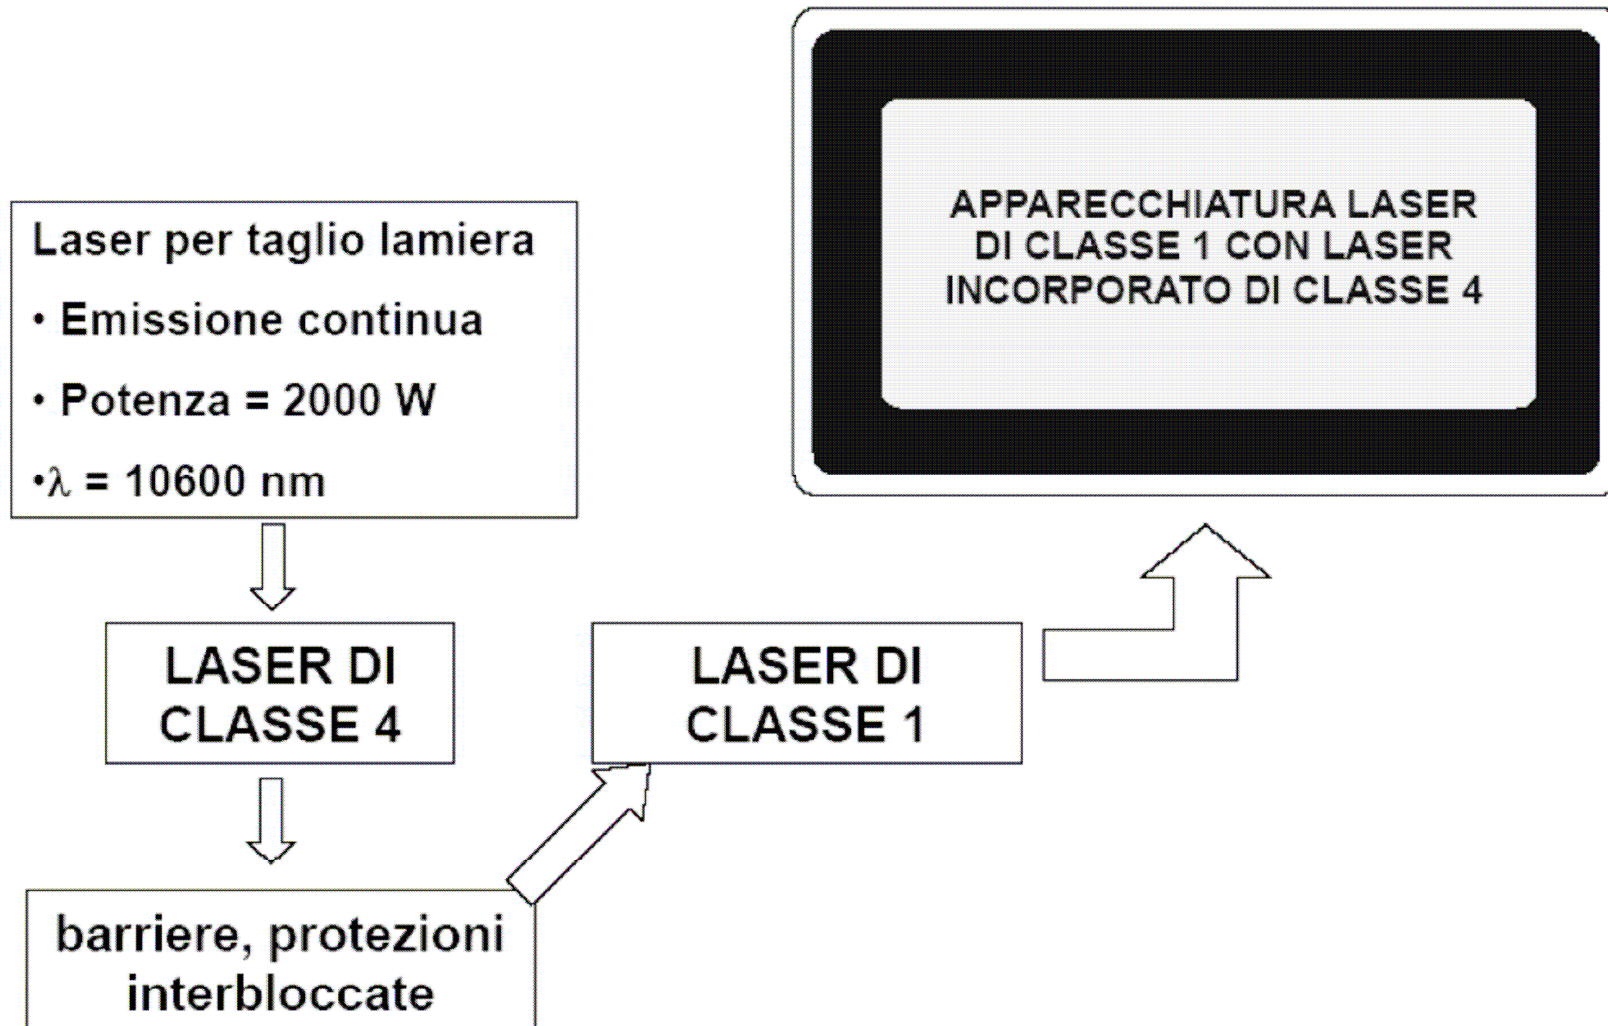 Laser per taglio lamiera
• Emissione continua
• Potenza = 2000 W
•λ = 10600 nm
LASER DI
CLASSE 4
barriere, protezioni
interbloccate
LASER DI
CLASSE 1
APPARECCHIATURA LASER
DI CLASSE 1 CON LASER
INCORPORATO DI CLASSE 4